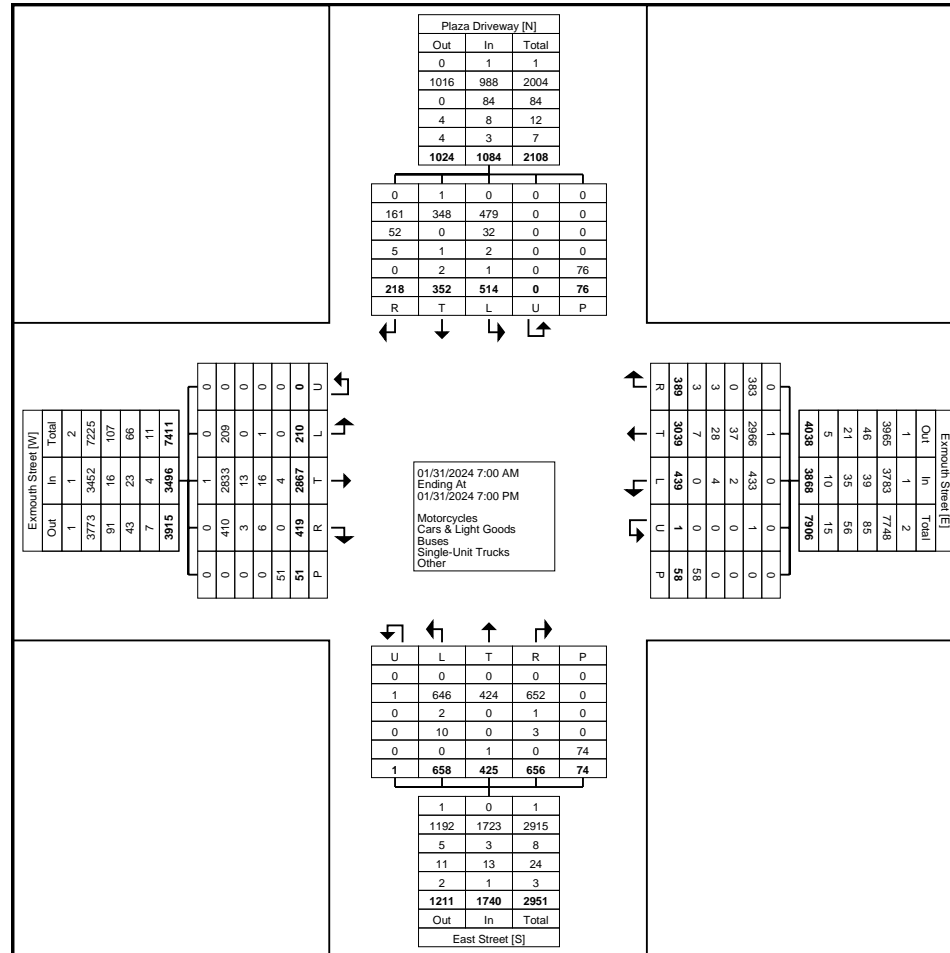 Plaza Driveway [N]
Out In Total
0 1 1
1016 988 2004
0 84 84
4 8 12
4 3 7
1024 1084 2108
0 1 0 0 0
161 348 479 0 0
52 0 32 0 0
5 1 2 0 0
0 2 1 0 76
218 352 514 0 76
R T L U P
U L T R P
0 210 2867 419 51
0 0 4 0 51
0 1 16 6 0
0 0 13 3 0
0 209 2833 410 0
0 0 1 0 0
7411 3496 3915
11 4 7
66 23 43
107 16 91
7225 3452 3773
2 1 1
Total In Out
Exmouth Street [W]
01/31/2024 7:00 AM
Ending At
01/31/2024 7:00 PM
Motorcycles
Cars & Light Goods
Buses
Single-Unit Trucks
Other
Exmouth Street [E]
Out In Total
1 1 2
3965 3783 7748
46 39 85
21 35 56
5 10 15
4038 3868 7906
0 1 0 0 0
383 2966 433 1 0
0 37 2 0 0
3 28 4 0 0
3 7 0 0 58
389 3039 439 1 58
R T L U P
U L T R P
0 0 0 0 0
1 646 424 652 0
0 2 0 1 0
0 10 0 3 0
0 0 1 0 74
1 658 425 656 74
1 0 1
1192 1723 2915
5 3 8
11 13 24
2 1 3
1211 1740 2951
Out In Total
East Street [S]